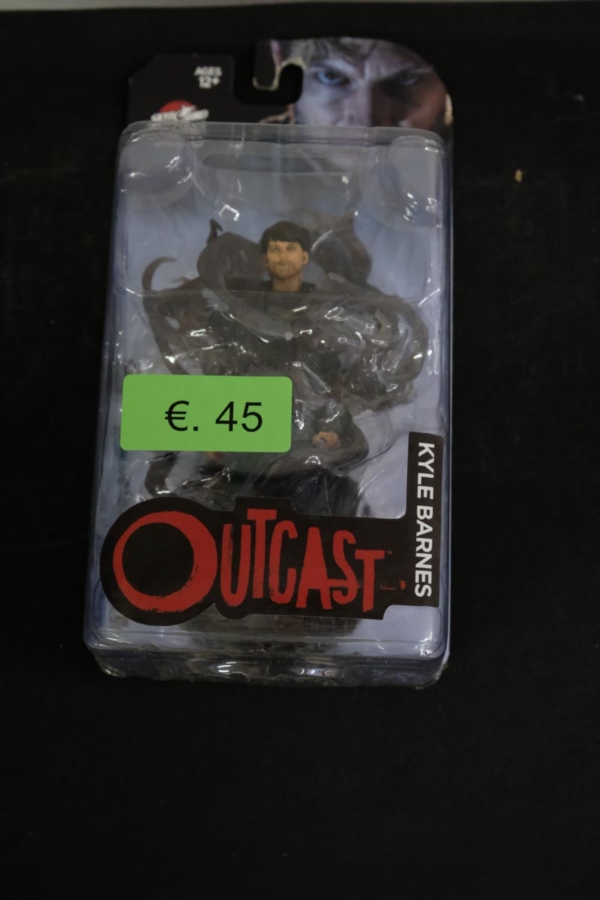 AGES
12+
€. 45
KYLE BARNES
OUTCAST